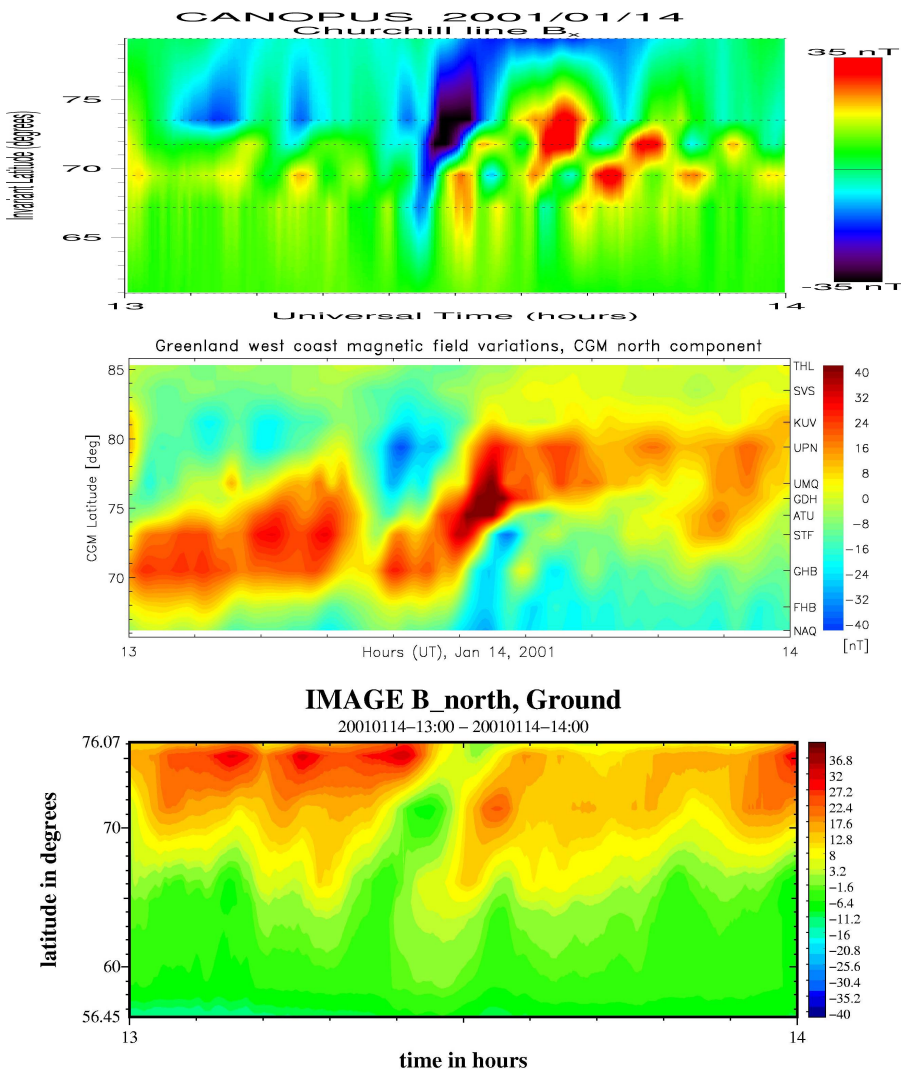 CANOPUS 2001/01/14
Churchill line Bx
35 nT
75
70
65
Invariant Latitude (degrees)
-35 nT
13
14
Universal Time (hours)
Greenland west coast magnetic field variations, CGM north component
85
80
75
70
CGM Latitude [deg]
THL
SVS
KUV
UPN
UMQ
GDH
ATU
STF
GHB
FHB
NAQ
40
32
24
16
8
0
−8
−16
−24
−32
−40
[nT]
13
Hours (UT), Jan 14, 2001
14
IMAGE B_north, Ground
20010114−13:00 − 20010114−14:00
76.07
70
60
56.45
latitude in degrees
36.8
32
27.2
22.4
17.6
12.8
8
3.2
−1.6
−6.4
−11.2
−16
−20.8
−25.6
−30.4
−35.2
−40
13
14
time in hours